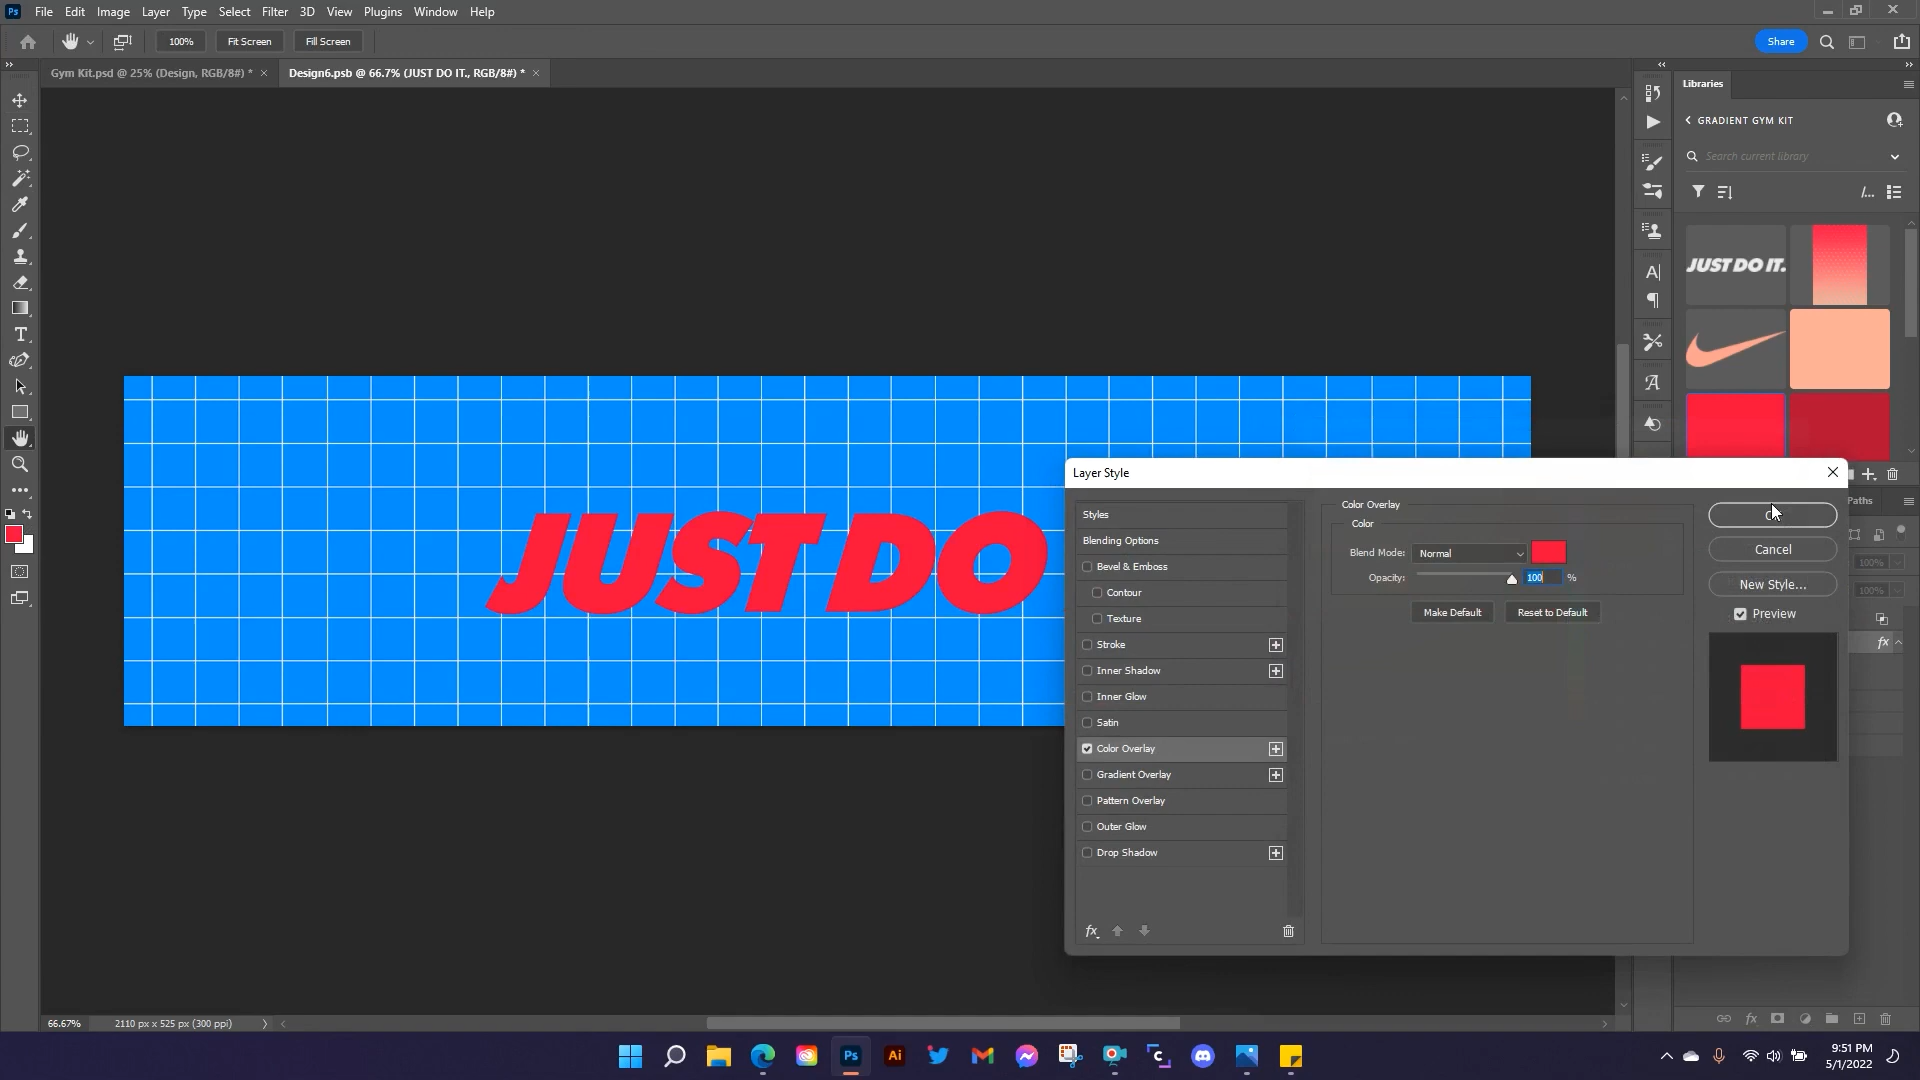 Ps File Edit Image Layer Type Select Filter 3D View Plugins Window Help
100% Fit Screen Fill Screen Share
Gym Kit.psd @ 25% (Design, RGB/8#) * × Design6.psb @ 66.7% (JUST DO IT., RGB/8#) * ×
Libraries
GRADIENT GYM KIT
Search current library
JUST DO IT.
JUST DO
Paths
100%
100%
fx
Layer Style
Styles
Blending Options
Bevel & Emboss
Contour
Texture
Stroke
Inner Shadow
Inner Glow
Satin
Color Overlay
Gradient Overlay
Pattern Overlay
Outer Glow
Drop Shadow
fx
Color Overlay
Color
Blend Mode: Normal
Opacity: 100 %
Make Default Reset to Default
Cancel
New Style...
Preview
66.67% 2110 px x 525 px (300 ppi)
fx
Ps Ai
9:51 PM
5/1/2022